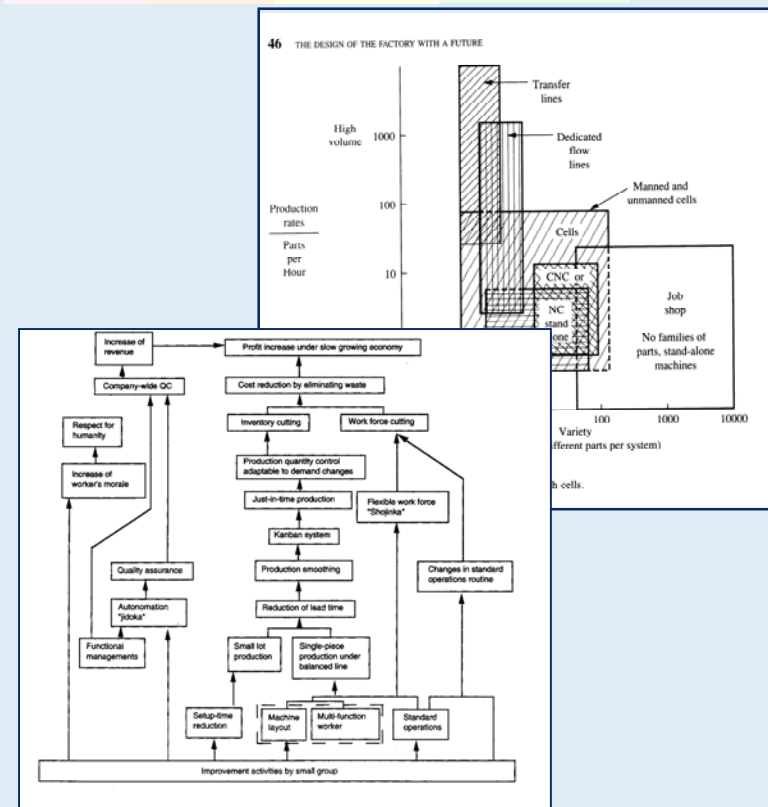 46 THE DESIGN OF THE FACTORY WITH A FUTURE
Transfer
lines
High
volume
1000
Dedicated
flow
lines
Manned and
unmanned cells
100
Production
rates
Parts
per
Hour
Cells
10
CNC or
NC
stand
Job
shop
No families of
parts, stand-alone
machines
100
1000
10000
Variety
parts per system)
cells.
Increase of
revenue
Profit increase under slow growing economy
Company-wide QC
Cost reduction by eliminating waste
Respect for
humanity
Inventory cutting
Work force cutting
Increase of
worker's morale
Production quantity control
adaptable to demand changes
Just-in-time production
Flexible work force
"Shojinka"
Kanban system
Quality assurance
Production smoothing
Changes in standard
operations routine
Autonomation
"jidoka"
Reduction of lead time
Functional
managements
Small lot
production
Single-piece
production under
balanced line
Setup-time
reduction
Machine
layout
Multi-function
worker
Standard
operations
Improvement activities by small group